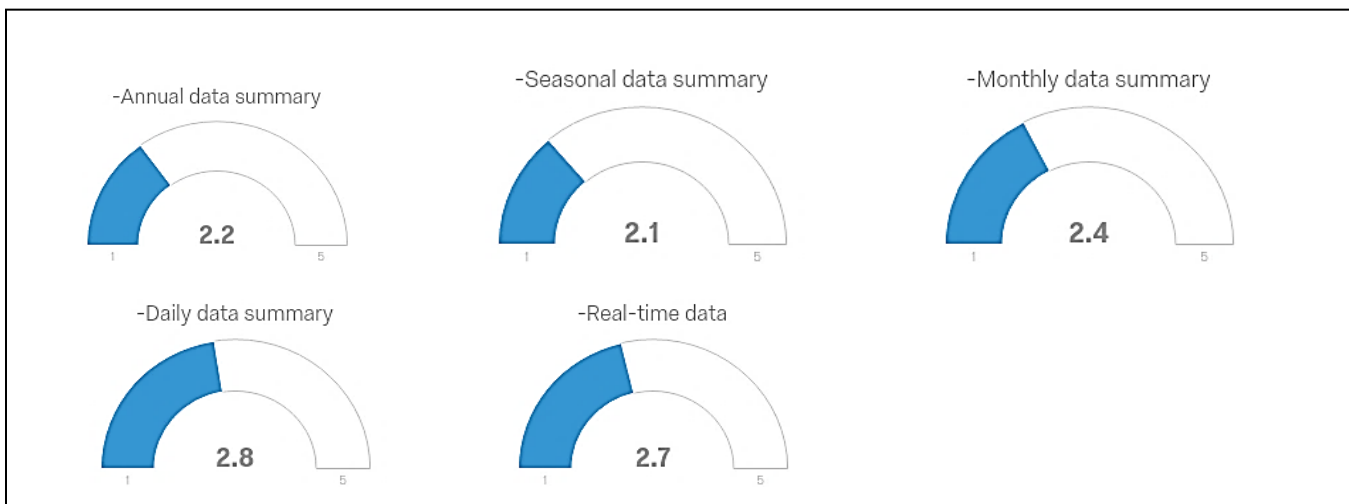 -Annual data summary
-Seasonal data summary
-Monthly data summary
2.2
2.1
2.4
1 5
1 5
1 5
-Daily data summary
-Real-time data
2.8
2.7
1 5
1 5